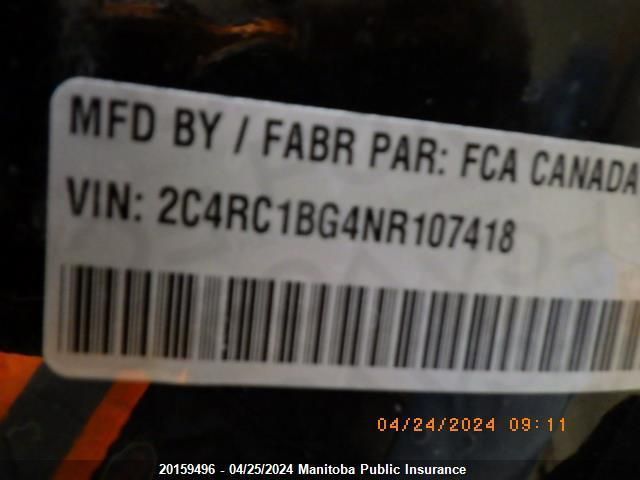 MFD BY / FABR PAR: FCA CANADA
VIN: 2C4RC1BG4NR107418
04/24/2024 09:11
20159496 - 04/25/2024 Manitoba Public Insurance